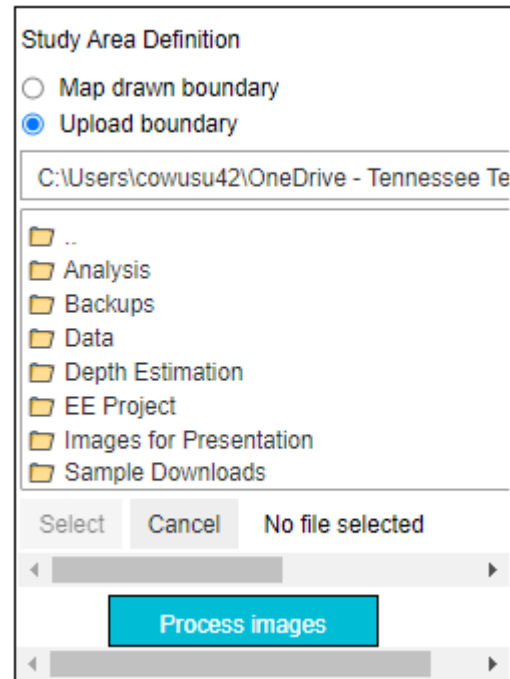 Study Area Definition
Map drawn boundary
Upload boundary
C:\Users\cowusu42\OneDrive - Tennessee Te
..
Analysis
Backups
Data
Depth Estimation
EE Project
Images for Presentation
Sample Downloads
Select Cancel No file selected
Process images